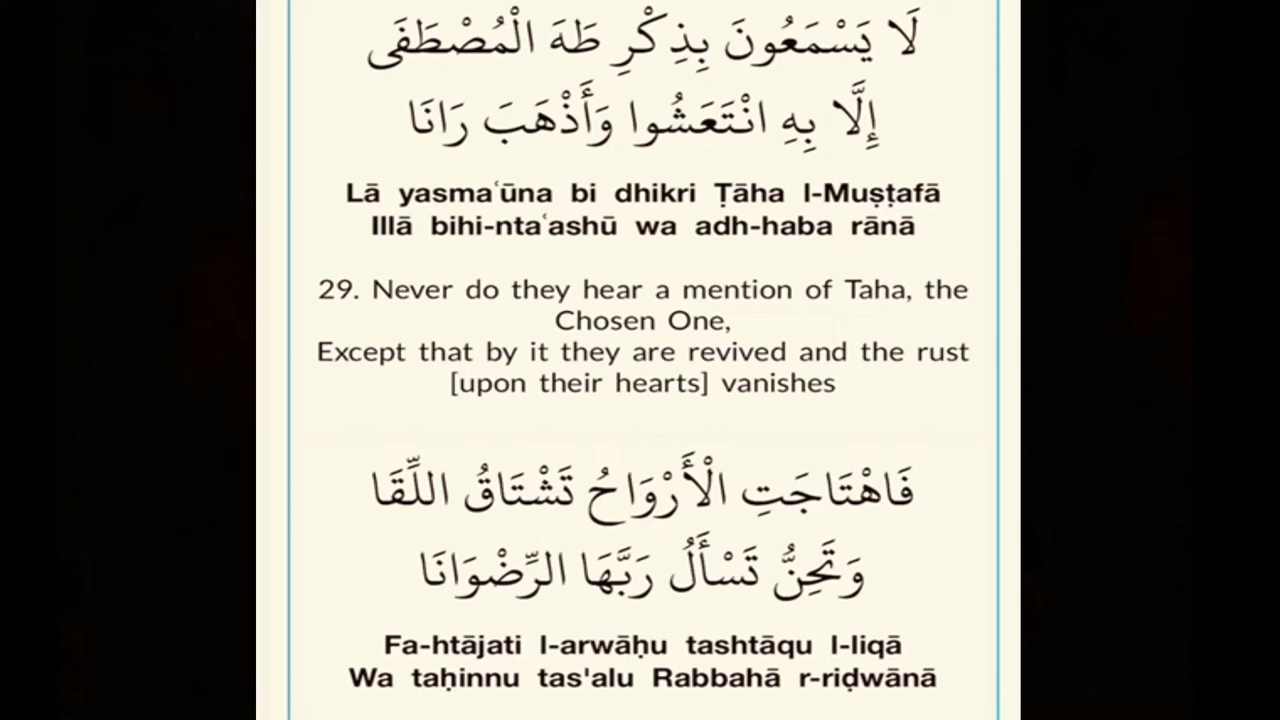 لَا يَسْمَعُونَ بِذِكْرِ طَهَ الْمُصْطَفَى
إِلَّا بِهِ انْتَعَشُوا وَأَذْهَبَ رَانَا
Lā yasmaʿūna bi dhikri Ṭāha l-Muṣṭafā
Illā bihi-ntaʿashū wa adh-haba rānā
29. Never do they hear a mention of Taha, the
Chosen One,
Except that by it they are revived and the rust
[upon their hearts] vanishes
فَاهْتَاجَتِ الْأَرْوَاحُ تَشْتَاقُ اللِّقَا
وَتَحِنُّ تَسْأَلُ رَبَّهَا الرِّضْوَانَا
Fa-htājati l-arwāḥu tashtāqu l-liqā
Wa taḥinnu tas'alu Rabbahā r-riḍwānā